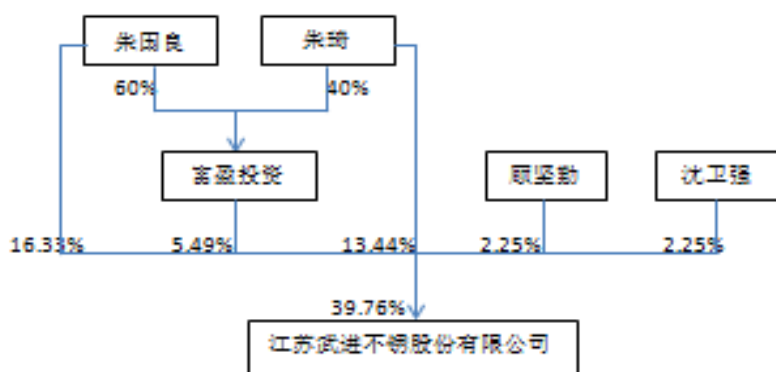 朱国良
朱琦
60%
40%
富盈投资
顾坚勤
沈卫强
16.33%
5.49%
13.44%
2.25%
2.25%
39.76%
江苏武进不锈股份有限公司